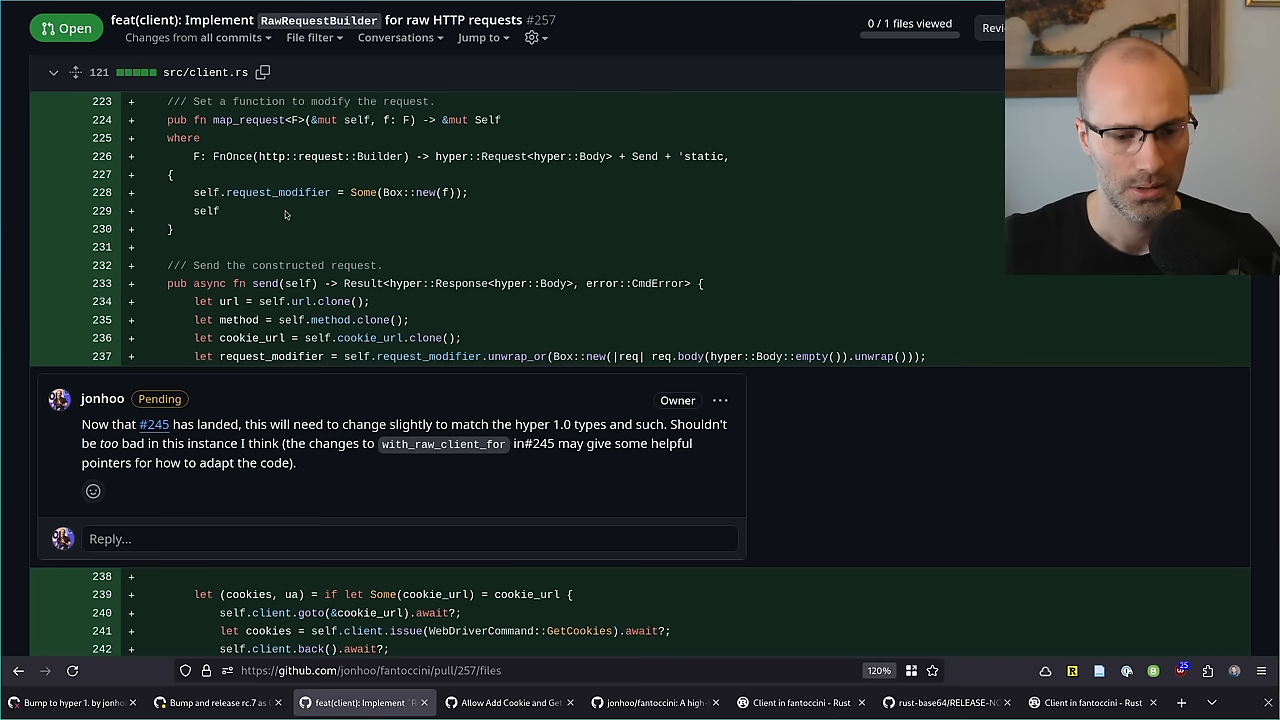 Open
feat(client): Implement RawRequestBuilder for raw HTTP requests #257
Changes from all commits File filter Conversations Jump to
0 / 1 files viewed
121 src/client.rs
223 + /// Set a function to modify the request.
224 + pub fn map_request<F>(&mut self, f: F) -> &mut Self
225 + where
226 + F: FnOnce(http::request::Builder) -> hyper::Request<hyper::Body> + Send + 'static,
227 + {
228 + self.request_modifier = Some(Box::new(f));
229 + self
230 + }
231 +
232 + /// Send the constructed request.
233 + pub async fn send(self) -> Result<hyper::Response<hyper::Body>, error::CmdError> {
234 + let url = self.url.clone();
235 + let method = self.method.clone();
236 + let cookie_url = self.cookie_url.clone();
237 + let request_modifier = self.request_modifier.unwrap_or(Box::new(|req| req.body(hyper::Body::empty()).unwrap()));
jonhoo Pending Owner
Now that #245 has landed, this will need to change slightly to match the hyper 1.0 types and such. Shouldn't
be too bad in this instance I think (the changes to with_raw_client_for in#245 may give some helpful
pointers for how to adapt the code).
Reply...
238 +
239 + let (cookies, ua) = if let Some(cookie_url) = cookie_url {
240 + self.client.goto(&cookie_url).await?;
241 + let cookies = self.client.issue(WebDriverCommand::GetCookies).await?;
242 + self.client.back().await?;
https://github.com/jonhoo/fantoccini/pull/257/files 120% 25
Bump to hyper 1. by jonho Bump and release rc.7 as feat(client): Implement Allow Add Cookie and Get jonhoo/fantoccini: A high- Client in fantoccini - Rust rust-base64/RELEASE-NO Client in fantoccini - Rust